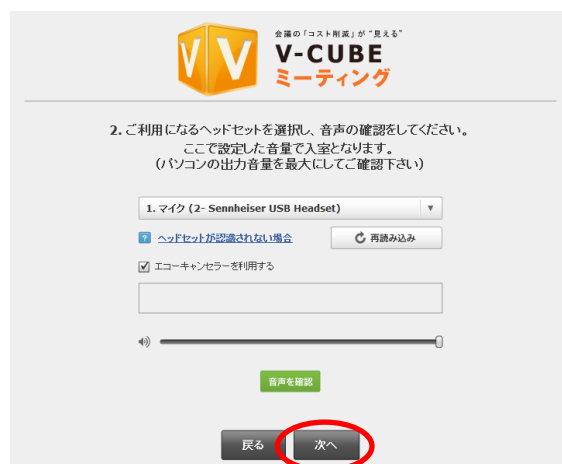 会議の「コスト削減」が“見える”
V-CUBE
ミーティング
2. ご利用になるヘッドセットを選択し、音声の確認をしてください。
ここで設定した音量で入室となります。
(パソコンの出力音量を最大にしてご確認下さい)
1. マイク (2- Sennheiser USB Headset)
? ヘッドセットが認識されない場合 再読み込み
エコーキャンセラーを利用する
音声を確認
戻る 次へ